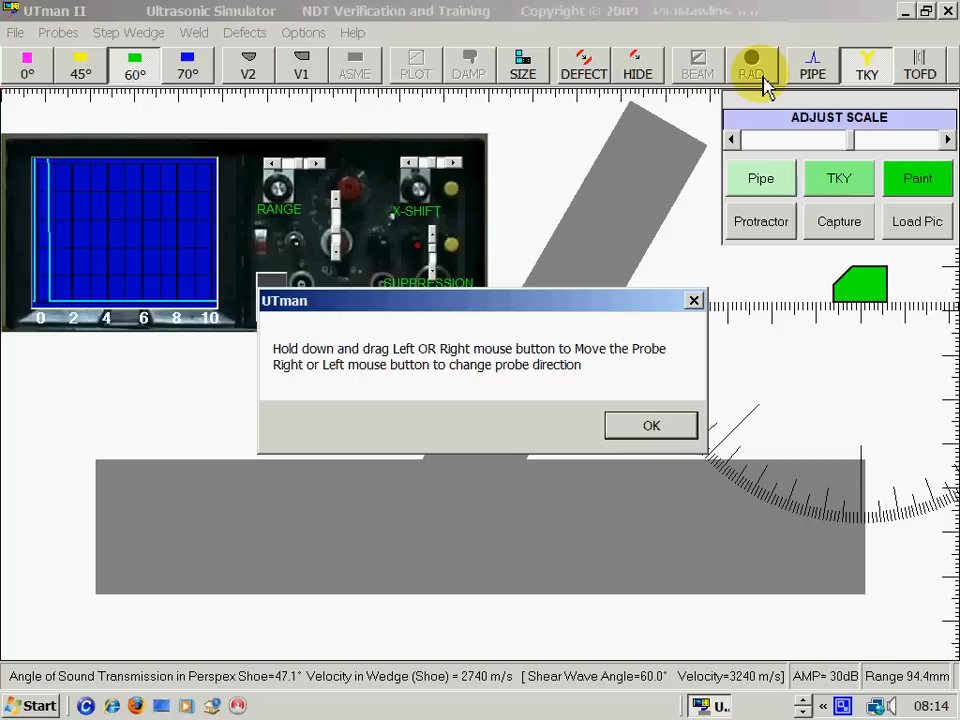 UTman II Ultrasonic Simulator NDT Verification and Training Copyright © 2009
File Probes Step Wedge Weld Defects Options Help
0° 45° 60° 70° V2 V1 ASME PLOT DAMP SIZE DEFECT HIDE BEAM RAD PIPE TKY TOFD
ADJUST SCALE
Pipe TKY Paint
Protractor Capture Load Pic
RANGE X-SHIFT
SUPPRESSION
0 2 4 6 8 10
UTman
Hold down and drag Left OR Right mouse button to Move the Probe
Right or Left mouse button to change probe direction
OK
Angle of Sound Transmission in Perspex Shoe=47.1° Velocity in Wedge (Shoe) = 2740 m/s [ Shear Wave Angle=60.0° Velocity=3240 m/s] AMP= 30dB Range 94.4mm
Start U.. « 08:14